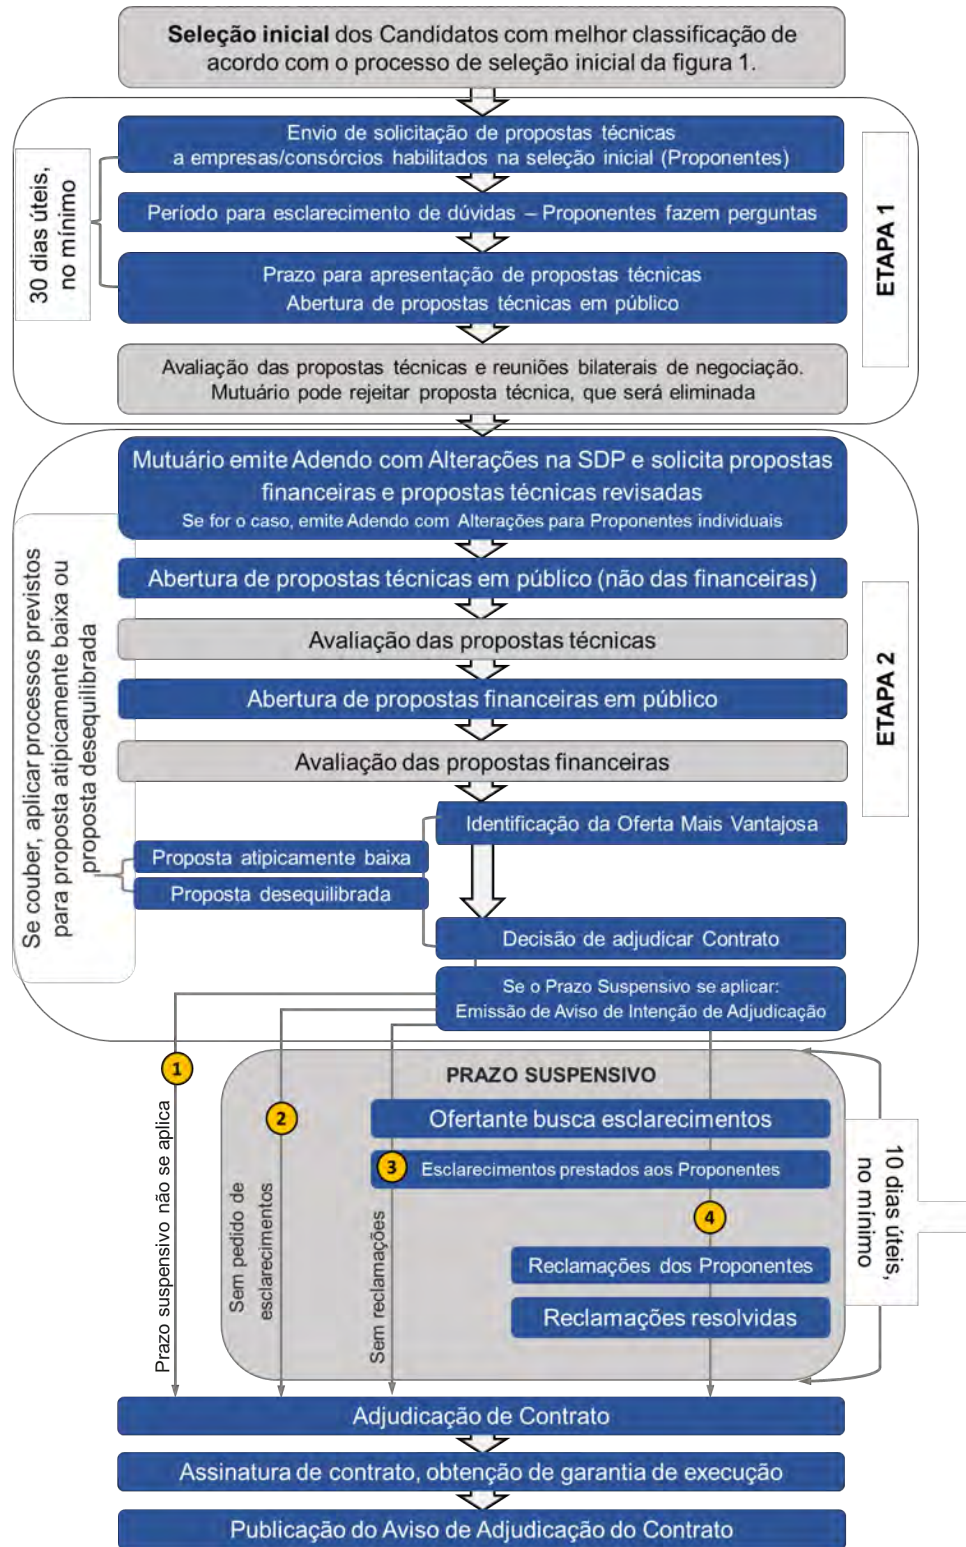 Seleção inicial dos Candidatos com melhor classificação de
acordo com o processo de seleção inicial da figura 1.
ETAPA 1
30 dias úteis,
no mínimo
Envio de solicitação de propostas técnicas
a empresas/consórcios habilitados na seleção inicial (Proponentes)
Período para esclarecimento de dúvidas – Proponentes fazem perguntas
Prazo para apresentação de propostas técnicas
Abertura de propostas técnicas em público
Avaliação das propostas técnicas e reuniões bilaterais de negociação.
Mutuário pode rejeitar proposta técnica, que será eliminada
ETAPA 2
Mutuário emite Adendo com Alterações na SDP e solicita propostas
financeiras e propostas técnicas revisadas
Se for o caso, emite Adendo com Alterações para Proponentes individuais
Abertura de propostas técnicas em público (não das financeiras)
Avaliação das propostas técnicas
Abertura de propostas financeiras em público
Avaliação das propostas financeiras
Se couber, aplicar processos previstos
para proposta atipicamente baixa ou
proposta desequilibrada
Identificação da Oferta Mais Vantajosa
Proposta atipicamente baixa
Proposta desequilibrada
Decisão de adjudicar Contrato
Se o Prazo Suspensivo se aplicar:
Emissão de Aviso de Intenção de Adjudicação
1
Prazo suspensivo não se aplica
PRAZO SUSPENSIVO
2
Sem pedido de
esclarecimentos
Ofertante busca esclarecimentos
3
Esclarecimentos prestados aos Proponentes
Sem reclamações
4
Reclamações dos Proponentes
Reclamações resolvidas
10 dias úteis,
no mínimo
Adjudicação de Contrato
Assinatura de contrato, obtenção de garantia de execução
Publicação do Aviso de Adjudicação do Contrato